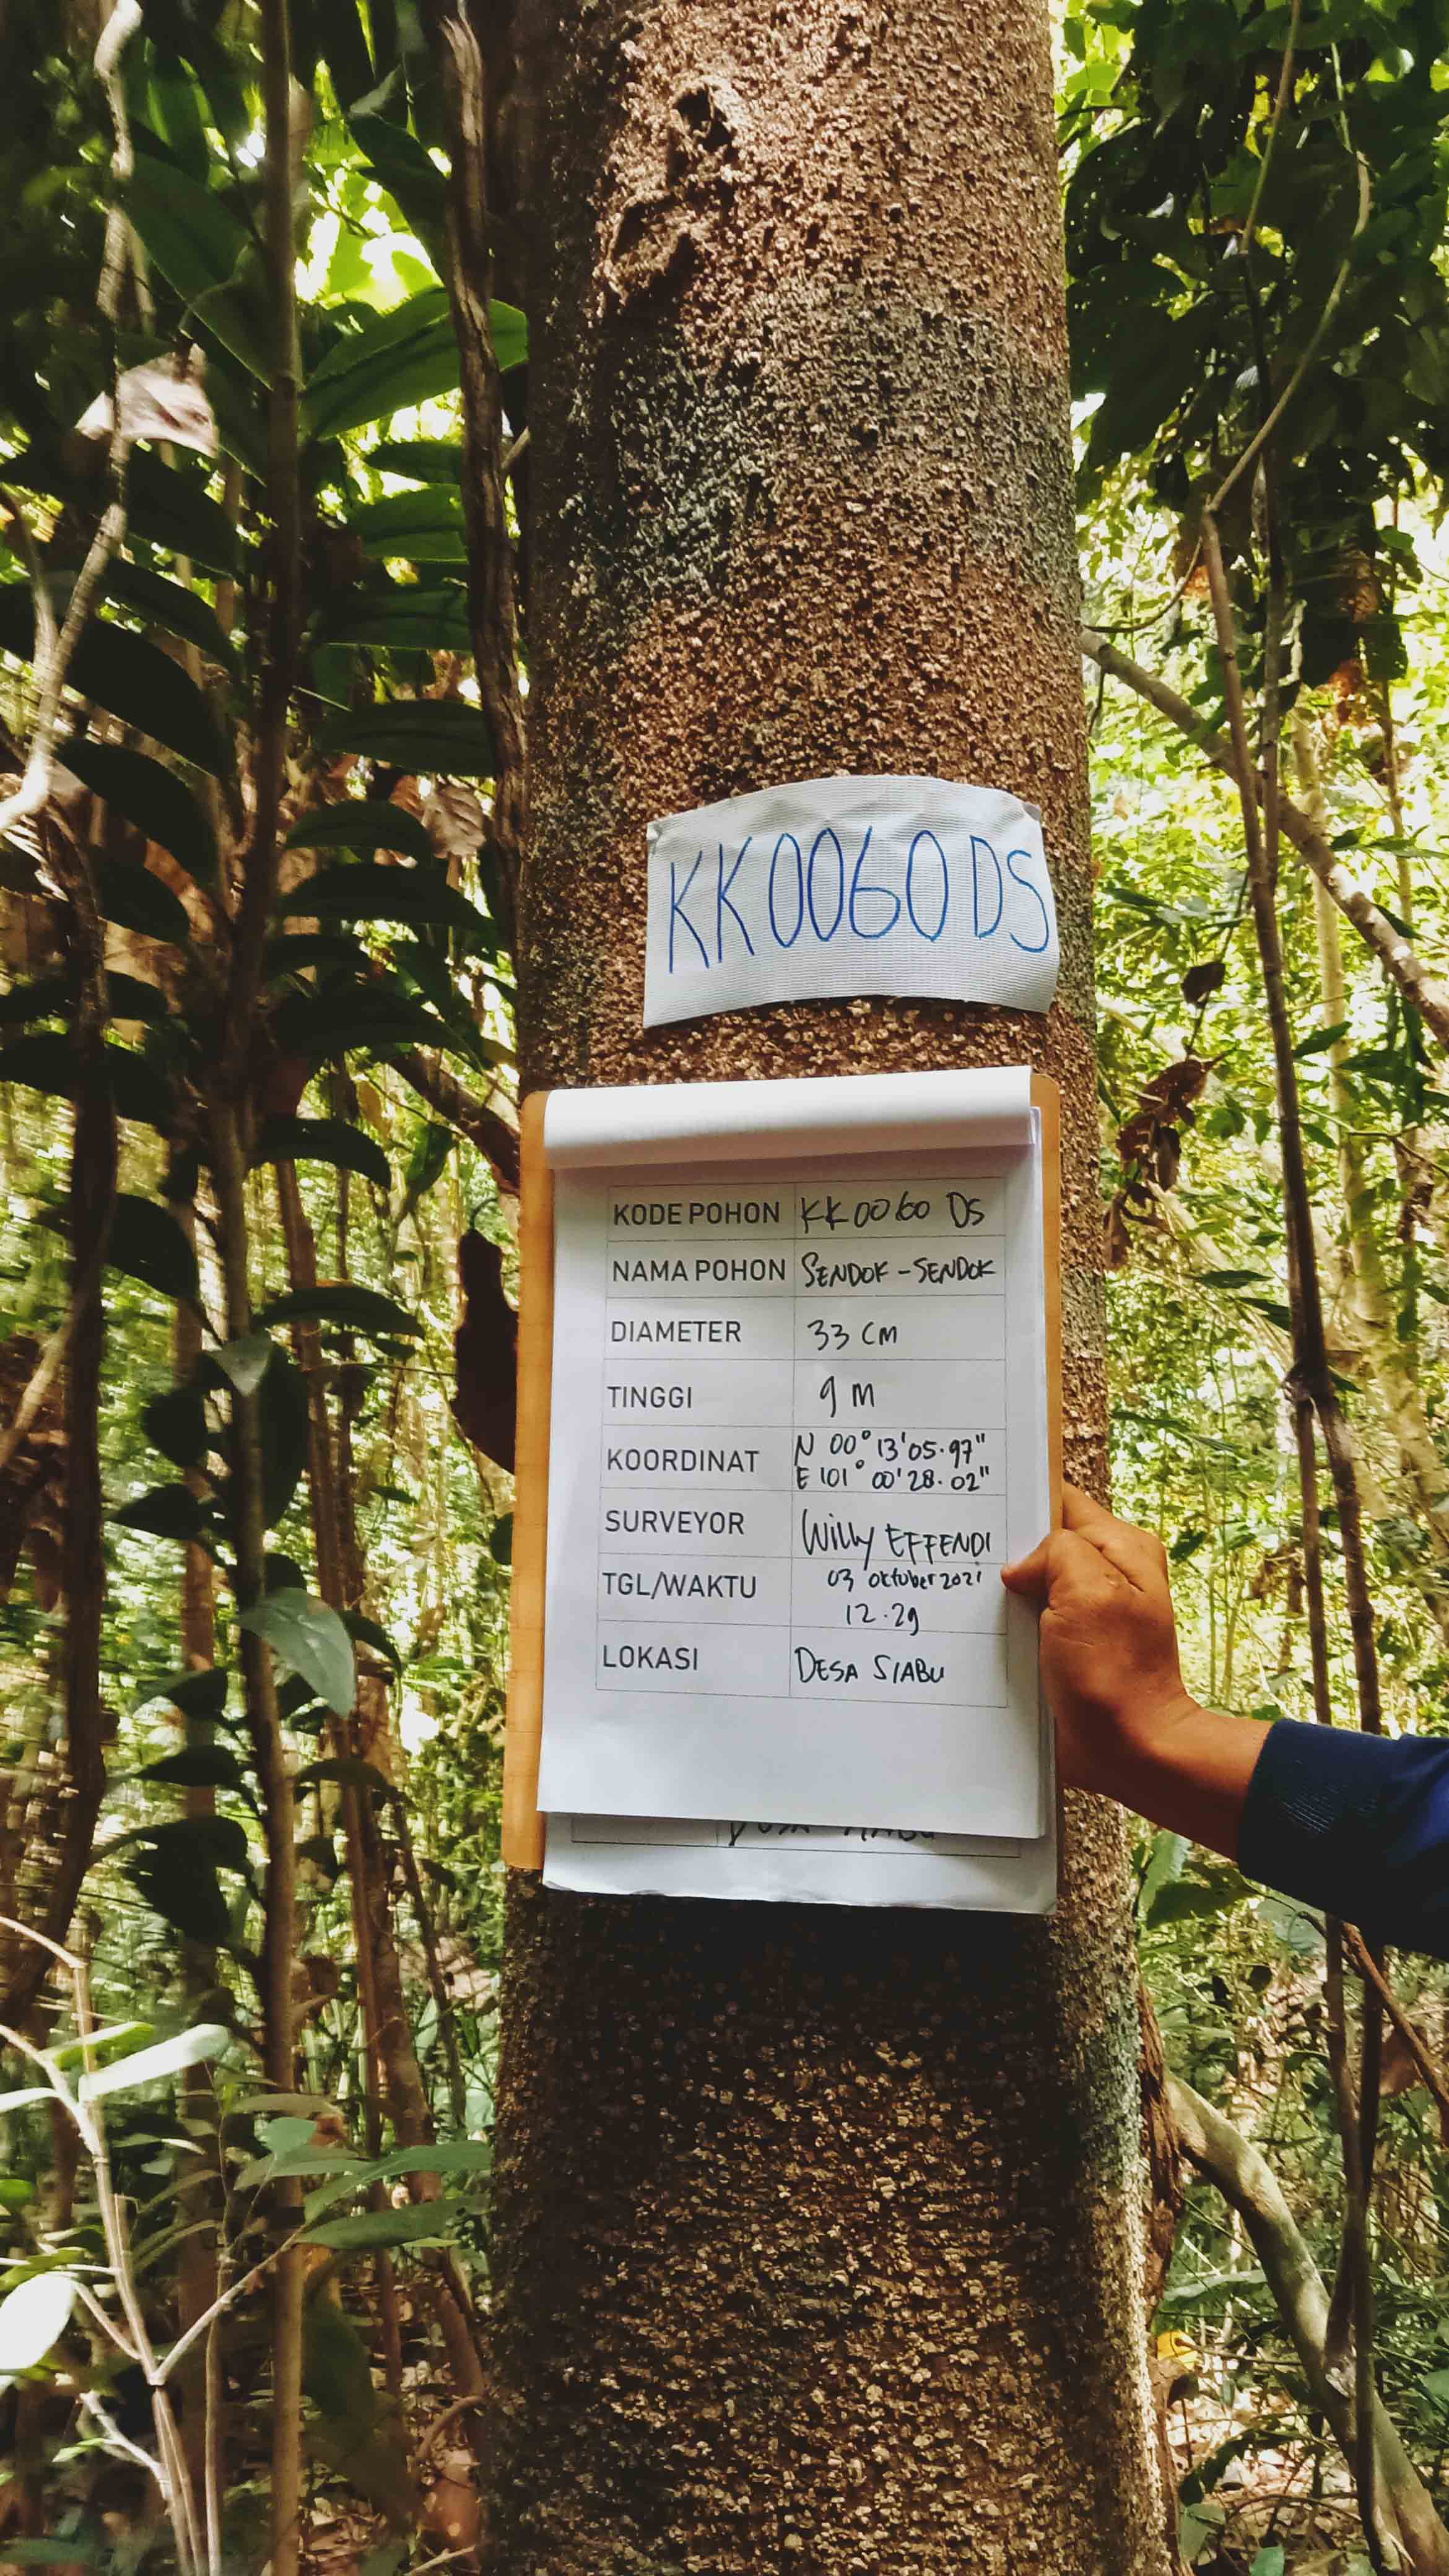 KK0060DS
KODE POHON KK0060 DS
NAMA POHON SENDOK - SENDOK
DIAMETER 33 CM
TINGGI 9 M
KOORDINAT N 00° 13' 05.97"
E 101° 00' 28.02"
SURVEYOR Willy EFFENDI
TGL/WAKTU 03 Oktober 2021
12.29
LOKASI DESA SIABU